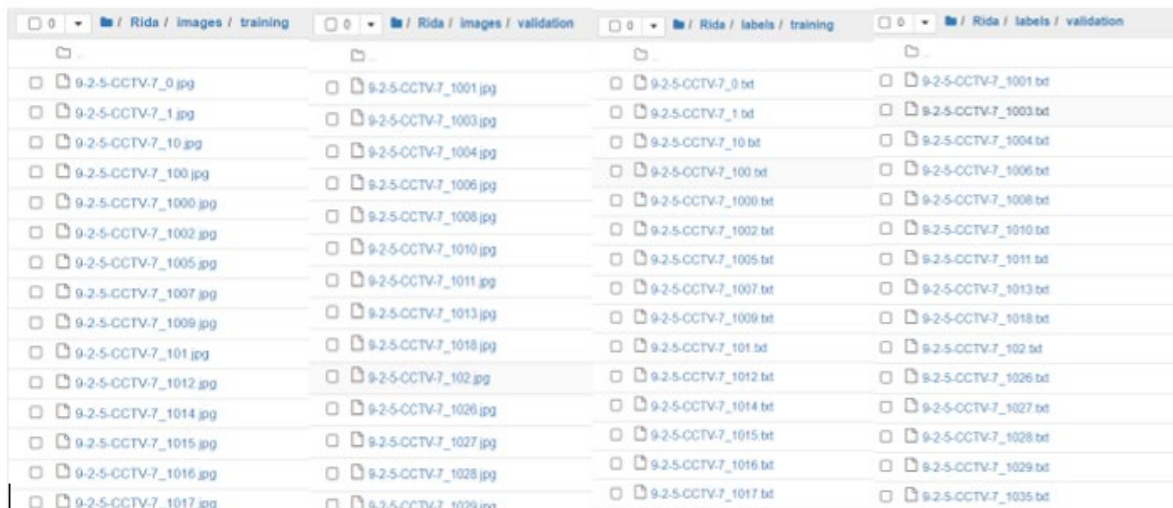 0 / Rida / images / training
..
9-2-5-CCTV-7_0.jpg
9-2-5-CCTV-7_1.jpg
9-2-5-CCTV-7_10.jpg
9-2-5-CCTV-7_100.jpg
9-2-5-CCTV-7_1000.jpg
9-2-5-CCTV-7_1002.jpg
9-2-5-CCTV-7_1005.jpg
9-2-5-CCTV-7_1007.jpg
9-2-5-CCTV-7_1009.jpg
9-2-5-CCTV-7_101.jpg
9-2-5-CCTV-7_1012.jpg
9-2-5-CCTV-7_1014.jpg
9-2-5-CCTV-7_1015.jpg
9-2-5-CCTV-7_1016.jpg
9-2-5-CCTV-7_1017.jpg
0 / Rida / images / validation
..
9-2-5-CCTV-7_1001.jpg
9-2-5-CCTV-7_1003.jpg
9-2-5-CCTV-7_1004.jpg
9-2-5-CCTV-7_1006.jpg
9-2-5-CCTV-7_1008.jpg
9-2-5-CCTV-7_1010.jpg
9-2-5-CCTV-7_1011.jpg
9-2-5-CCTV-7_1013.jpg
9-2-5-CCTV-7_1018.jpg
9-2-5-CCTV-7_102.jpg
9-2-5-CCTV-7_1026.jpg
9-2-5-CCTV-7_1027.jpg
9-2-5-CCTV-7_1028.jpg
9-2-5-CCTV-7_1029.jpg
0 / Rida / labels / training
..
9-2-5-CCTV-7_0.txt
9-2-5-CCTV-7_1.txt
9-2-5-CCTV-7_10.txt
9-2-5-CCTV-7_100.txt
9-2-5-CCTV-7_1000.txt
9-2-5-CCTV-7_1002.txt
9-2-5-CCTV-7_1005.txt
9-2-5-CCTV-7_1007.txt
9-2-5-CCTV-7_1009.txt
9-2-5-CCTV-7_101.txt
9-2-5-CCTV-7_1012.txt
9-2-5-CCTV-7_1014.txt
9-2-5-CCTV-7_1015.txt
9-2-5-CCTV-7_1016.txt
9-2-5-CCTV-7_1017.txt
0 / Rida / labels / validation
..
9-2-5-CCTV-7_1001.txt
9-2-5-CCTV-7_1003.txt
9-2-5-CCTV-7_1004.txt
9-2-5-CCTV-7_1006.txt
9-2-5-CCTV-7_1008.txt
9-2-5-CCTV-7_1010.txt
9-2-5-CCTV-7_1011.txt
9-2-5-CCTV-7_1013.txt
9-2-5-CCTV-7_1018.txt
9-2-5-CCTV-7_102.txt
9-2-5-CCTV-7_1026.txt
9-2-5-CCTV-7_1027.txt
9-2-5-CCTV-7_1028.txt
9-2-5-CCTV-7_1029.txt
9-2-5-CCTV-7_1035.txt